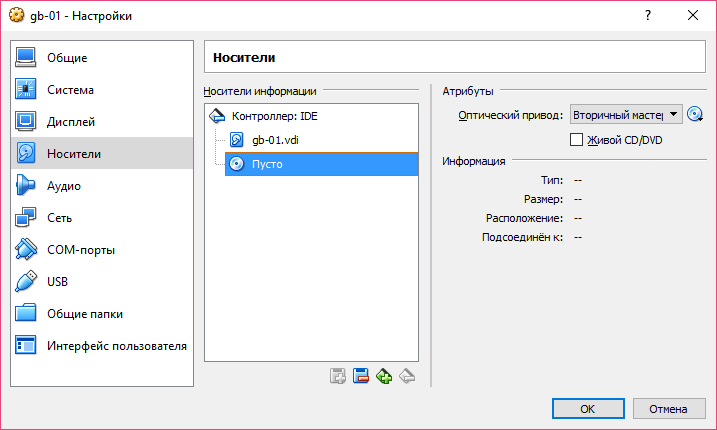 gb-01 - Настройки
Общие
Система
Дисплей
Носители
Аудио
Сеть
COM-порты
USB
Общие папки
Интерфейс пользователя
Носители
Носители информации
Контроллер: IDE
gb-01.vdi
Пусто
Атрибуты
Оптический привод: Вторичный мастер
Живой CD/DVD
Информация
Тип: --
Размер: --
Расположение: --
Подсоединён к: --
OK Отмена